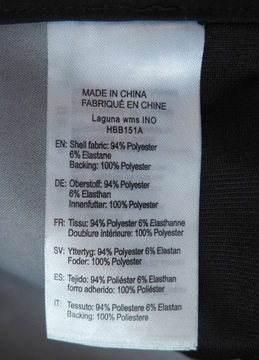 MADE IN CHINA
FABRIQUÉ EN CHINE
Laguna wms INO
HBB151A
EN: Shell fabric: 94% Polyester
6% Elastane
Backing: 100% Polyester
DE: Oberstoff: 94% Polyester
6% Elasthan
Innenfutter: 100% Polyester
FR: Tissu: 94% Polyester 6% Elasthanne
Doublure intérieure: 100% Polyester
SV: Yttertyg: 94% Polyester 6% Elastan
Foder: 100% Polyester
ES: Tejido: 94% Poliéster 6% Elasthan
forro adherido: 100% Poliéster
IT: Tessuto: 94% Poliestere 6% Elastan
Fodera: 100% Poliestere